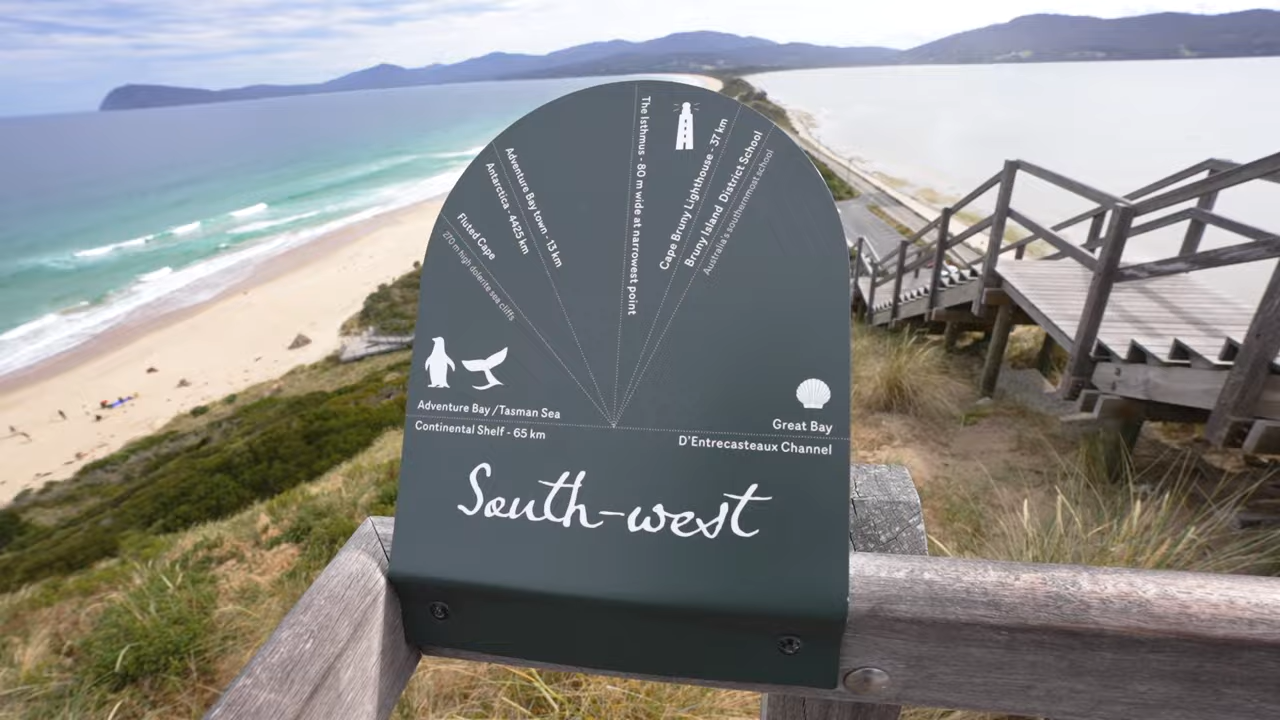 Fluted Cape
270 m high dolerite sea cliffs
Antarctica - 4425 km
Adventure Bay town - 13 km
The Isthmus - 80 m wide at narrowest point
Cape Bruny Lighthouse - 37 km
Bruny Island District School
Australia's southernmost school
Adventure Bay / Tasman Sea
Continental Shelf - 65 km
Great Bay
D'Entrecasteaux Channel
South-west